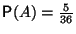 P(A) = 5/36